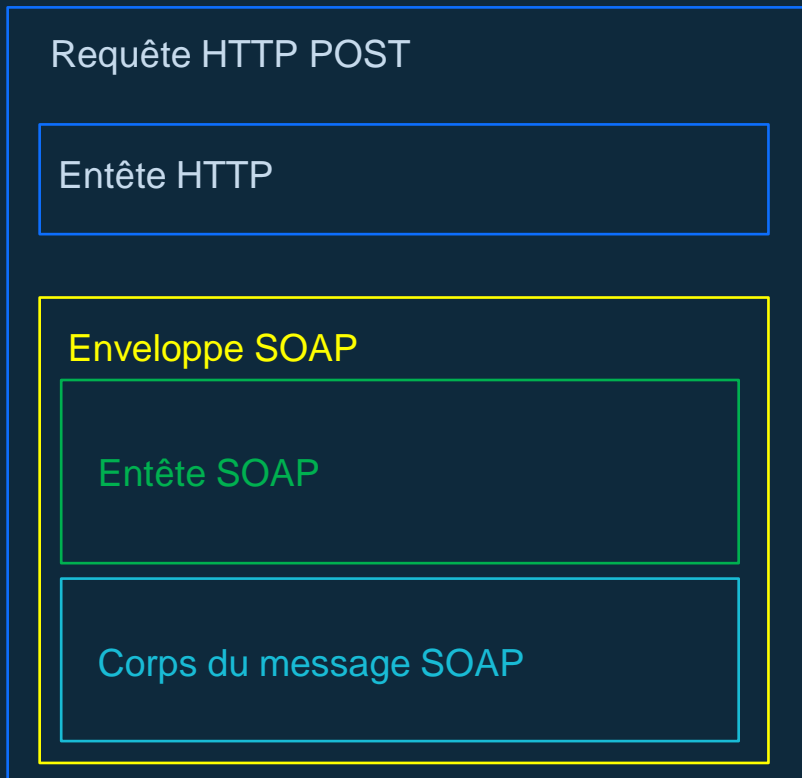 Requête HTTP POST
Entête HTTP
Enveloppe SOAP
Entête SOAP
Corps du message SOAP